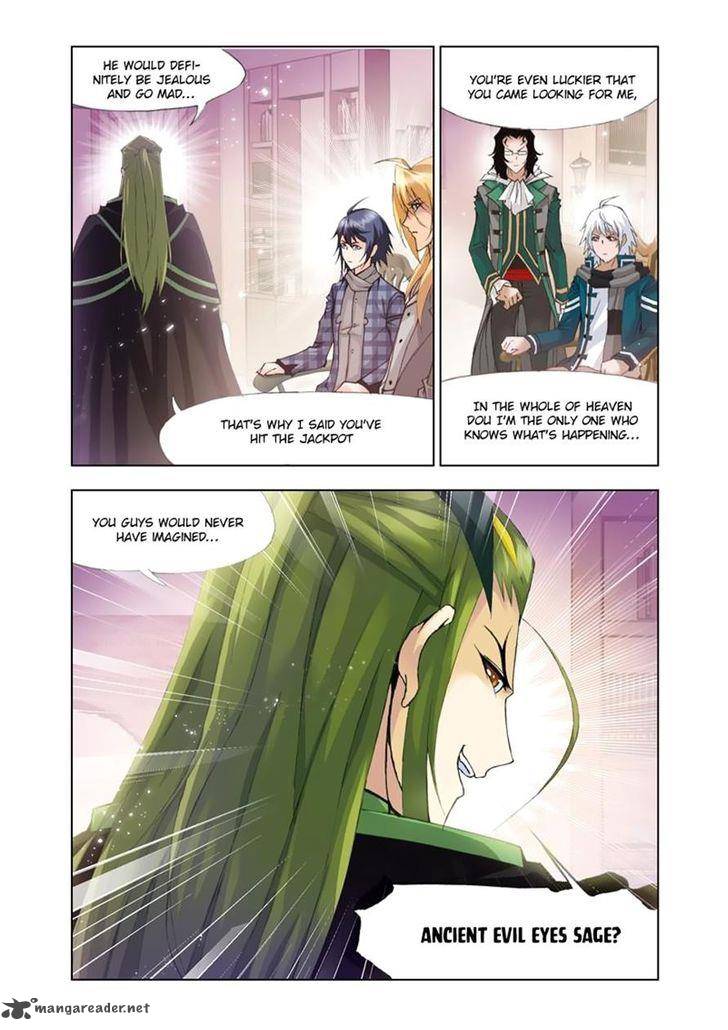 HE WOULD DEFI-
NITELY BE JEALOUS
AND GO MAD...
THAT'S WHY I SAID YOU'VE
HIT THE JACKPOT
YOU'RE EVEN LUCKIER THAT
YOU CAME LOOKING FOR ME,
IN THE WHOLE OF HEAVEN
DOU I'M THE ONLY ONE WHO
KNOWS WHAT'S HAPPENING...
YOU GUYS WOULD NEVER
HAVE IMAGINED...
ANCIENT EVIL EYES SAGE?
mangareader.net